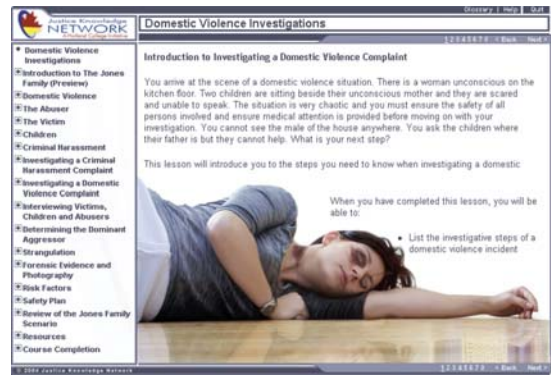 Glossary | Help | Quit
Justice Knowledge
NETWORK
A Holland College Initiative
Domestic Violence Investigations
1 2 3 4 5 6 7 8 < Back Next >
Domestic Violence
Investigations
Introduction to The Jones
Family (Preview)
Domestic Violence
The Abuser
The Victim
Children
Criminal Harassment
Investigating a Criminal
Harassment Complaint
Investigating a Domestic
Violence Complaint
Interviewing Victims,
Children and Abusers
Determining the Dominant
Aggressor
Strangulation
Forensic Evidence and
Photography
Risk Factors
Safety Plan
Review of the Jones Family
Scenario
Resources
Course Completion
Introduction to Investigating a Domestic Violence Complaint
You arrive at the scene of a domestic violence situation. There is a woman unconscious on the
kitchen floor. Two children are sitting beside their unconscious mother and they are scared
and unable to speak. The situation is very chaotic and you must ensure the safety of all
persons involved and ensure medical attention is provided before moving on with your
investigation. You cannot see the male of the house anywhere. You ask the children where
their father is but they cannot help. What is your next step?
This lesson will introduce you to the steps you need to know when investigating a domestic
When you have completed this lesson, you will be
able to:
• List the investigative steps of a
domestic violence incident
© 2004 Justice Knowledge Network
1 2 3 4 5 6 7 8 < Back Next >